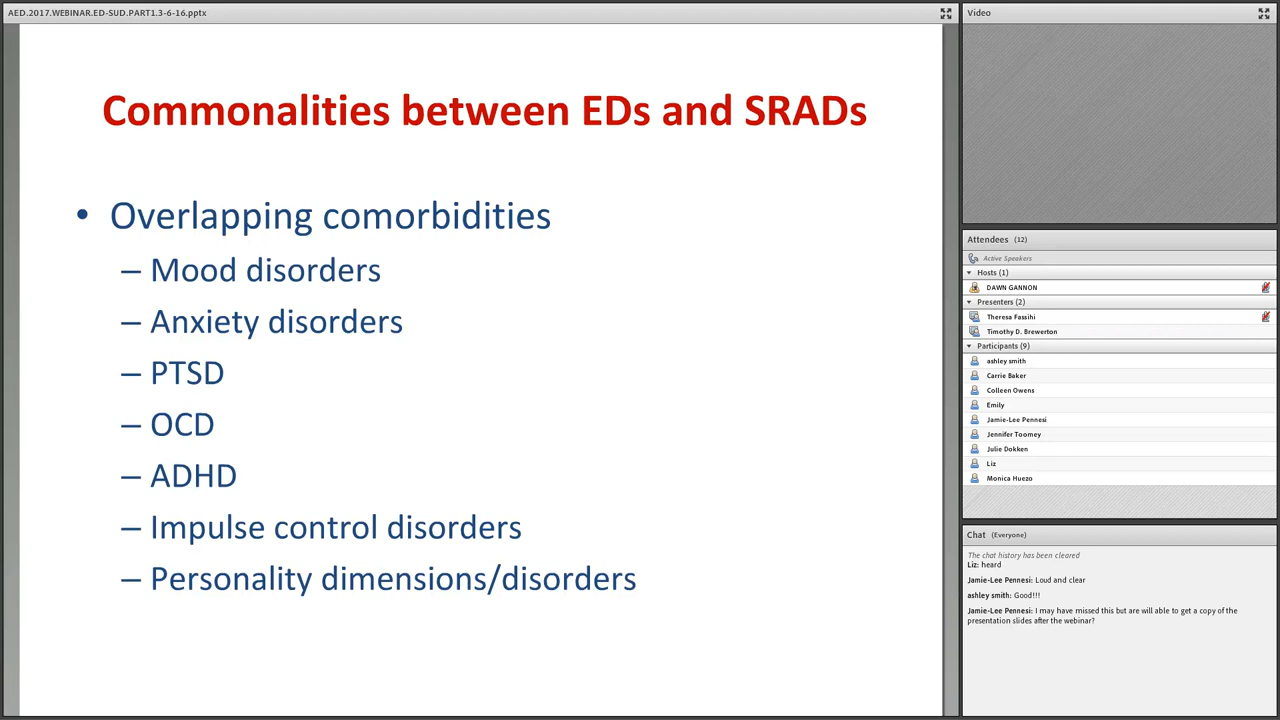 AED.2017.WEBINAR.ED-SUD.PART1.3-6-16.pptx
Commonalities between EDs and SRADs
• Overlapping comorbidities
– Mood disorders
– Anxiety disorders
– PTSD
– OCD
– ADHD
– Impulse control disorders
– Personality dimensions/disorders
Video
Attendees (12)
Active Speakers
Hosts (1)
DAWN GANNON
Presenters (2)
Theresa Fassihi
Timothy D. Brewerton
Participants (9)
ashley smith
Carrie Baker
Colleen Owens
Emily
Jamie-Lee Pennesi
Jennifer Toomey
Julie Dokken
Liz
Monica Huezo
Chat (Everyone)
The chat history has been cleared
Liz: heard
Jamie-Lee Pennesi: Loud and clear
ashley smith: Good!!!
Jamie-Lee Pennesi: I may have missed this but are will able to get a copy of the
presentation slides after the webinar?